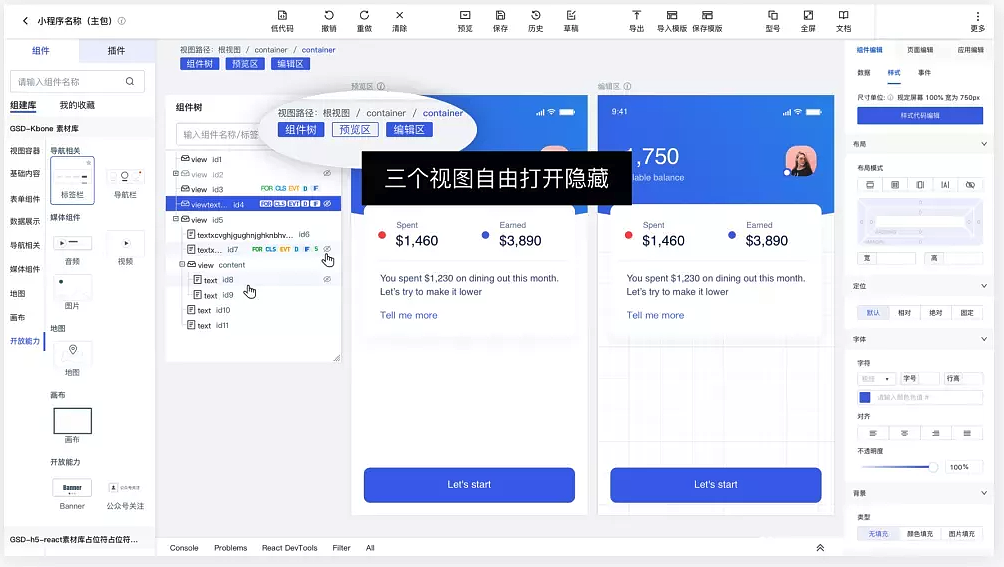 小程序名称（主包）
低代码
撤销
重做
清除
预览
保存
历史
草稿
导出
导入模版
保存模版
型号
全屏
文档
更多
组件
插件
请输入组件名称
组建库
我的收藏
GSD-Kbone 素材库
视图容器
基础内容
表单组件
数据展示
导航相关
媒体组件
地图
画布
开放能力
导航相关
标签栏
导航栏
媒体组件
音频
视频
图片
地图
地图
画布
画布
开放能力
Banner
Banner
公众号关注
公众号关注
GSD-h5-react素材库占位符占位符...
视图路径：根视图 / container / container
组件树
预览区
编辑区
组件树
输入组件名称/标签
view id1
view id2
view id3 FOR CLS EVT D IF
viewtext... id4 FOR CLS EVT D IF
view id5
textxcvghjgughnjghknbhv... id6
textx... id7 FOR CLS EVT D IF S
view content
text id8
text id9
text id10
text id11
视图路径：根视图 / container / container
组件树
预览区
编辑区
三个视图自由打开隐藏
预览区
Spent
$1,460
Earned
$3,890
You spent $1,230 on dining out this month.
Let's try to make it lower
Tell me more
Let's start
编辑区
9:41
,750
lable balance
Spent
$1,460
Earned
$3,890
You spent $1,230 on dining out this month.
Let's try to make it lower
Tell me more
Let's start
Console
Problems
React DevTools
Filter
All
组件编辑
页面编辑
应用编辑
数据
样式
事件
尺寸单位：
规定屏幕 100% 宽为 750px
样式代码编辑
布局
布局模式
宽
高
定位
默认
相对
绝对
固定
字体
字符
粗细
字号
行高
请输入颜色色值 #
对齐
不透明度
100%
背景
类型
无填充
颜色填充
图片填充